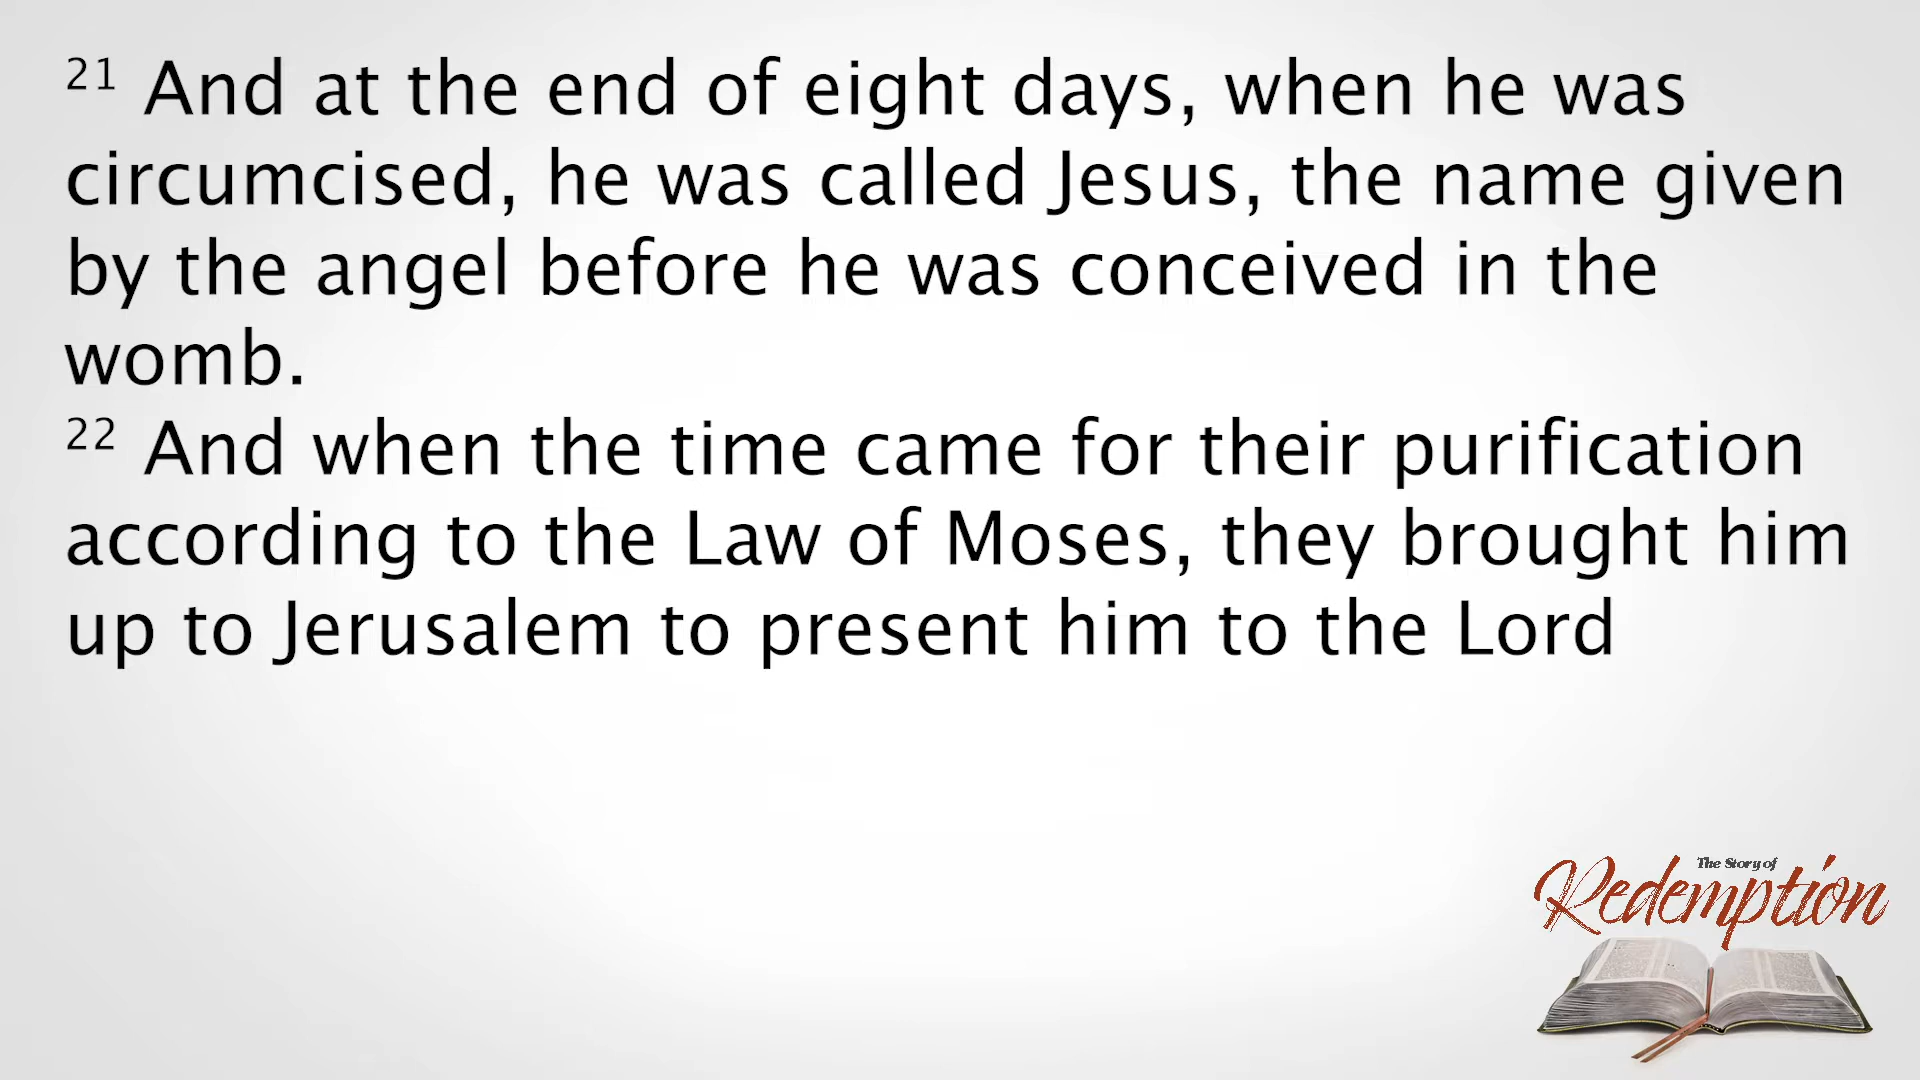 21 And at the end of eight days, when he was
circumcised, he was called Jesus, the name given
by the angel before he was conceived in the
womb.
22 And when the time came for their purification
according to the Law of Moses, they brought him
up to Jerusalem to present him to the Lord
The Story of
Redemption